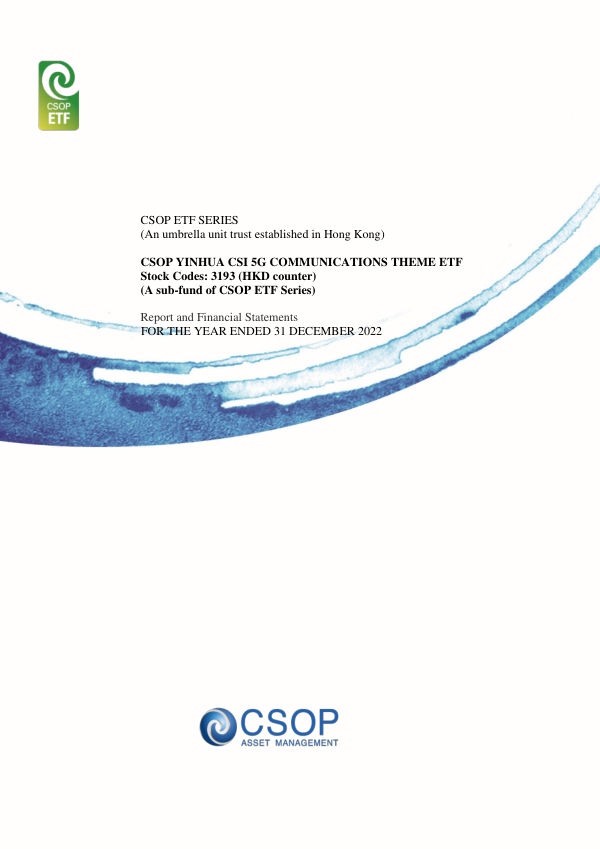 CSOP
ETF
CSOP ETF SERIES
(An umbrella unit trust established in Hong Kong)
CSOP YINHUA CSI 5G COMMUNICATIONS THEME ETF
Stock Codes: 3193 (HKD counter)
(A sub-fund of CSOP ETF Series)
Report and Financial Statements
FOR THE YEAR ENDED 31 DECEMBER 2022
CSOP
ASSET MANAGEMENT